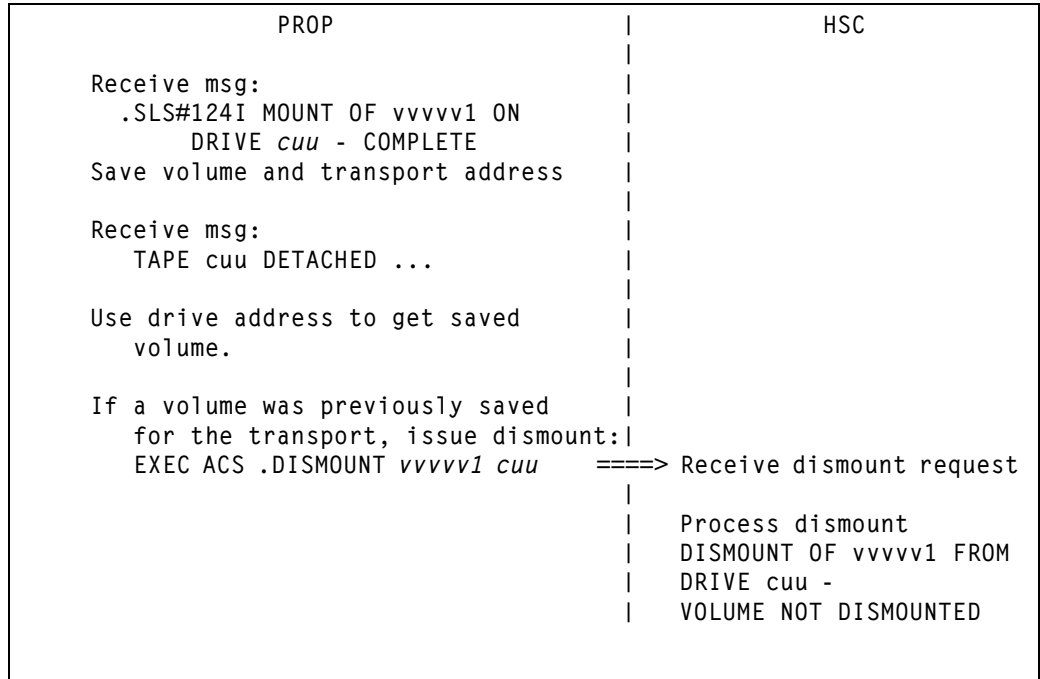 PROP | HSC
|
Receive msg: |
.SLS#124I MOUNT OF vvvvv1 ON |
DRIVE cuu - COMPLETE |
Save volume and transport address |
|
Receive msg: |
TAPE cuu DETACHED ... |
|
Use drive address to get saved |
volume. |
|
If a volume was previously saved |
for the transport, issue dismount:|
EXEC ACS .DISMOUNT vvvvv1 cuu ====> Receive dismount request
|
| Process dismount
| DISMOUNT OF vvvvv1 FROM
| DRIVE cuu -
| VOLUME NOT DISMOUNTED